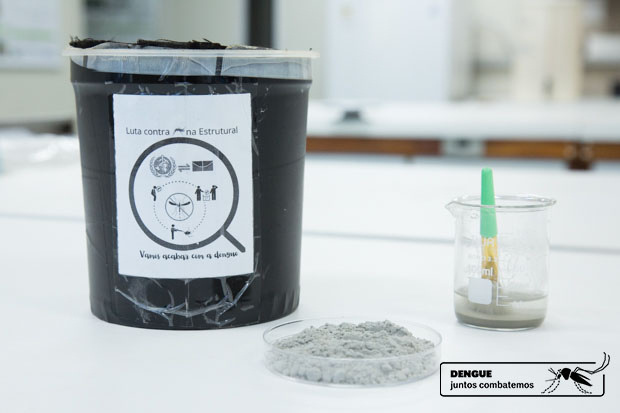 Luta contra na Estrutural
Vamos acabar com a dengue
DENGUE
juntos combatemos